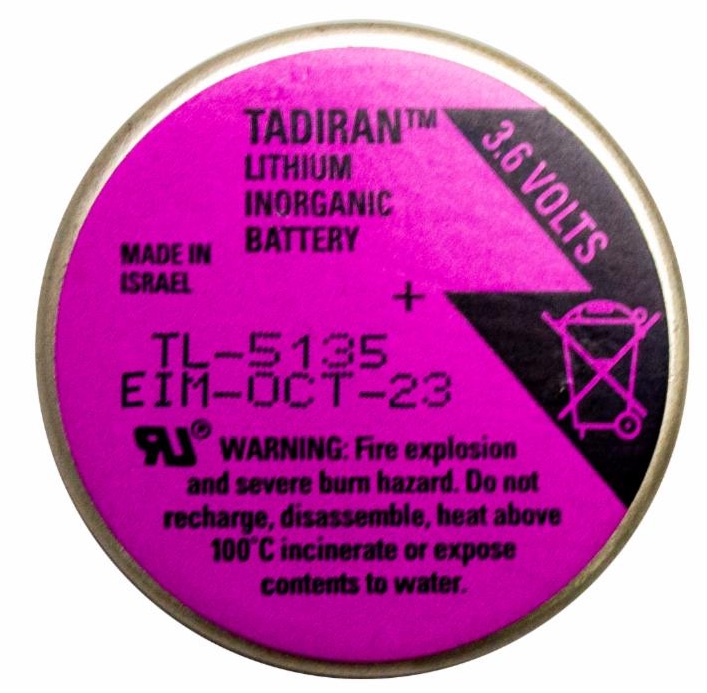 TADIRAN™
LITHIUM
INORGANIC
BATTERY
3.6 VOLTS
MADE IN
ISRAEL
+
TL-5135
EIM-OCT-23
RU® WARNING: Fire explosion
and severe burn hazard. Do not
recharge, disassemble, heat above
100°C incinerate or expose
contents to water.